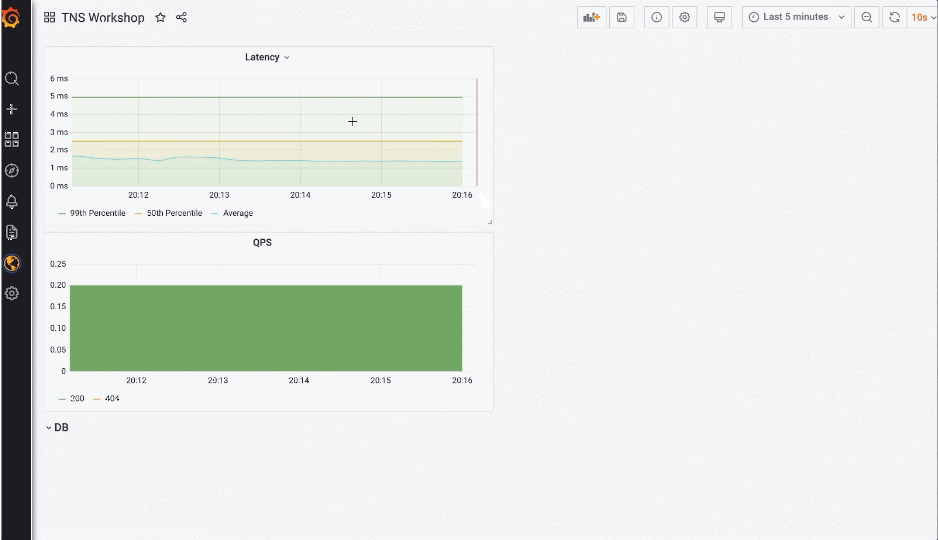 TNS Workshop
Last 5 minutes
10s
Latency
6 ms
5 ms
4 ms
3 ms
2 ms
1 ms
0 ms
20:12 20:13 20:14 20:15 20:16
99th Percentile 50th Percentile Average
QPS
0.25
0.20
0.15
0.10
0.05
0
20:12 20:13 20:14 20:15 20:16
200 404
DB